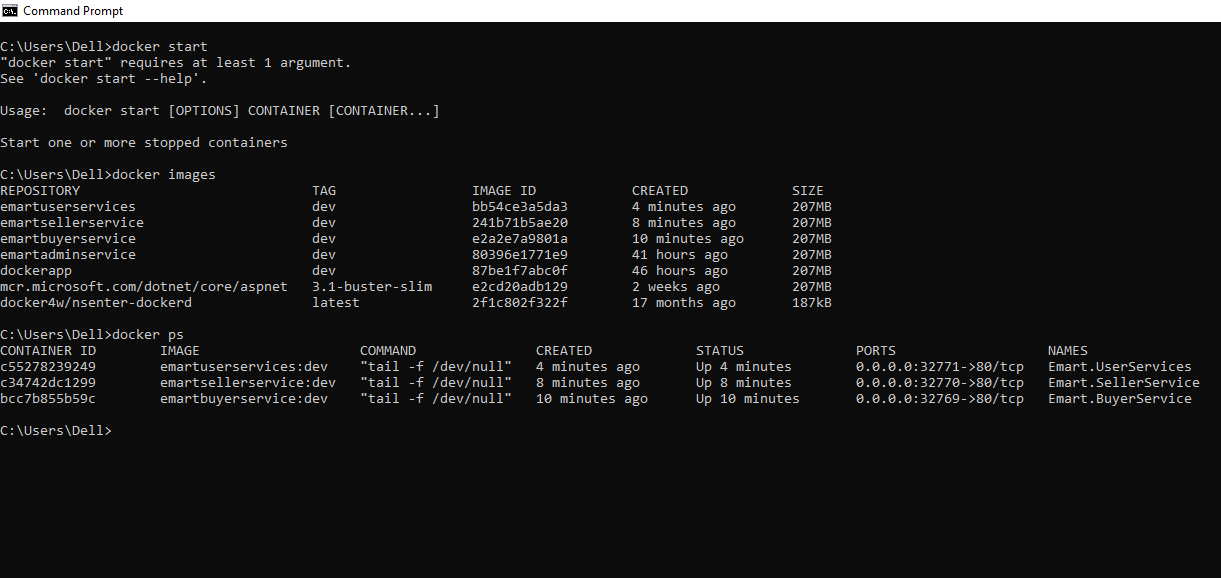 Command Prompt
C:\Users\Dell>docker start
"docker start" requires at least 1 argument.
See 'docker start --help'.
Usage:  docker start [OPTIONS] CONTAINER [CONTAINER...]
Start one or more stopped containers
C:\Users\Dell>docker images
REPOSITORY                             TAG                 IMAGE ID            CREATED             SIZE
emartuserservices                      dev                 bb54ce3a5da3        4 minutes ago       207MB
emartsellerservice                     dev                 241b71b5ae20        8 minutes ago       207MB
emartbuyerservice                      dev                 e2a2e7a9801a        10 minutes ago      207MB
emartadminservice                      dev                 80396e1771e9        41 hours ago        207MB
dockerapp                              dev                 87be1f7abc0f        46 hours ago        207MB
mcr.microsoft.com/dotnet/core/aspnet   3.1-buster-slim     e2cd20adb129        2 weeks ago         207MB
docker4w/nsenter-dockerd               latest              2f1c802f322f        17 months ago       187kB
C:\Users\Dell>docker ps
CONTAINER ID        IMAGE                    COMMAND               CREATED             STATUS              PORTS                   NAMES
c55278239249        emartuserservices:dev    "tail -f /dev/null"   4 minutes ago       Up 4 minutes        0.0.0.0:32771->80/tcp   Emart.UserServices
c34742dc1299        emartsellerservice:dev   "tail -f /dev/null"   8 minutes ago       Up 8 minutes        0.0.0.0:32770->80/tcp   Emart.SellerService
bcc7b855b59c        emartbuyerservice:dev    "tail -f /dev/null"   10 minutes ago      Up 10 minutes       0.0.0.0:32769->80/tcp   Emart.BuyerService
C:\Users\Dell>